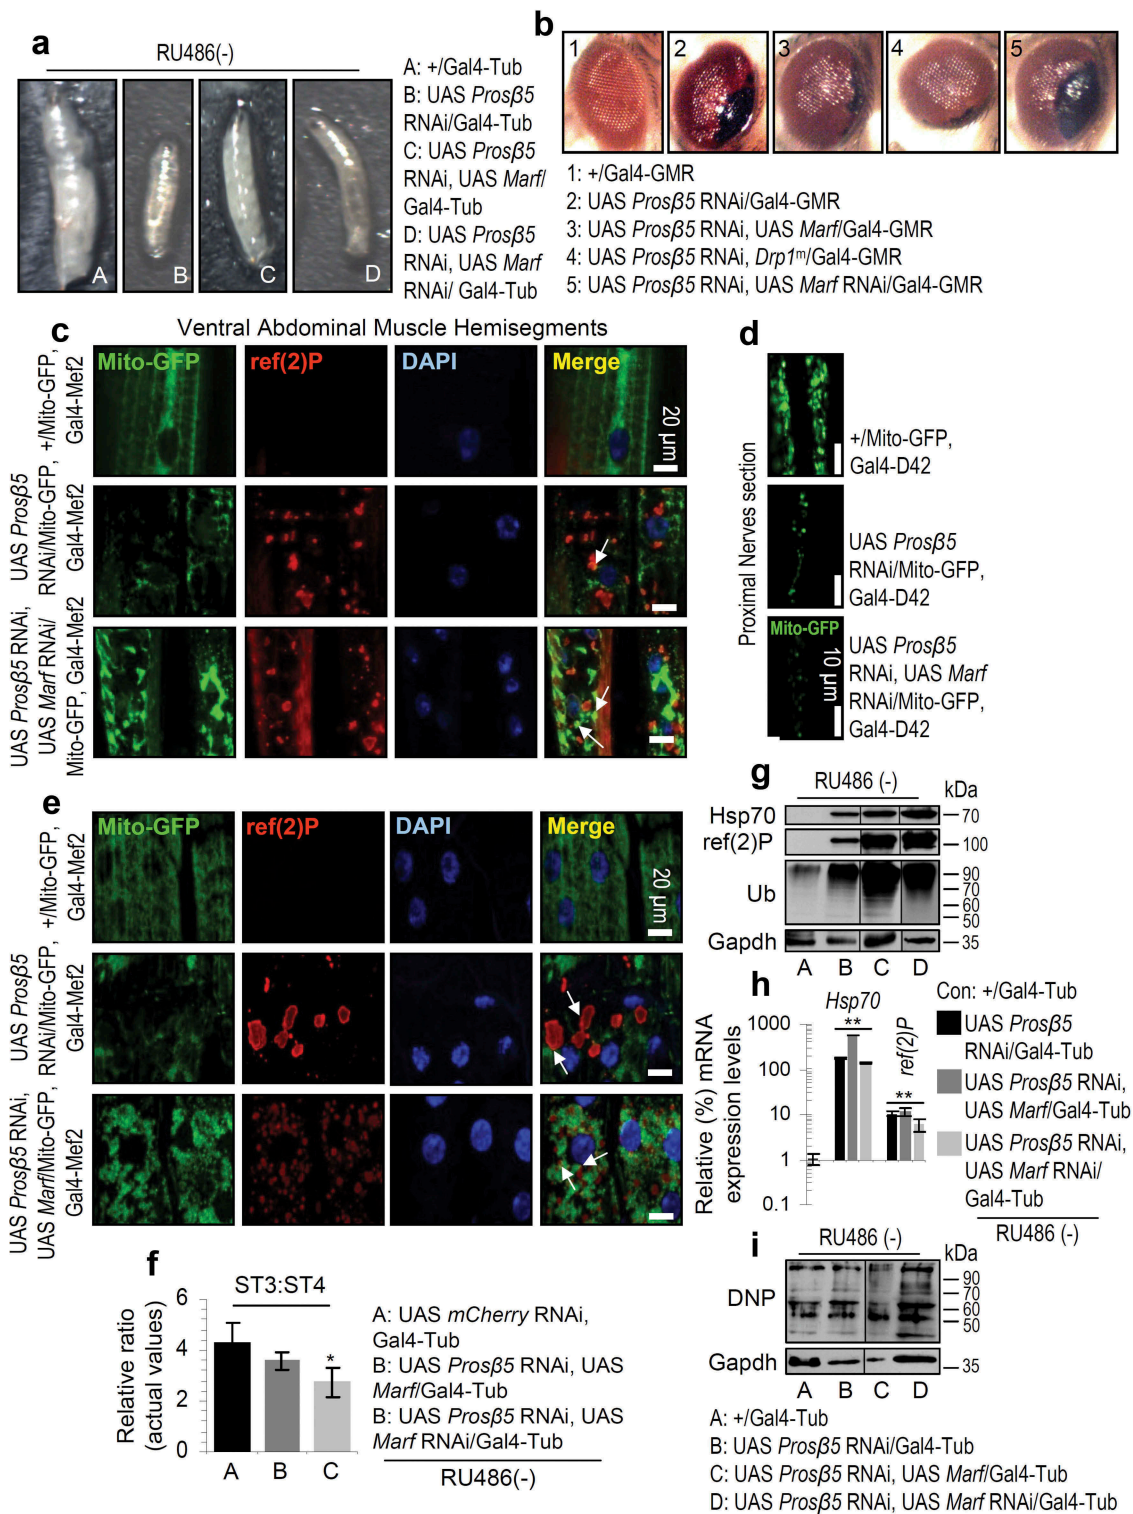 a
RU486(-)
A
B
C
D
A: +/Gal4-Tub
B: UAS Prosβ5
RNAi/Gal4-Tub
C: UAS Prosβ5
RNAi, UAS Marf/
Gal4-Tub
D: UAS Prosβ5
RNAi, UAS Marf
RNAi/ Gal4-Tub
b
1
2
3
4
5
1: +/Gal4-GMR
2: UAS Prosβ5 RNAi/Gal4-GMR
3: UAS Prosβ5 RNAi, UAS Marf/Gal4-GMR
4: UAS Prosβ5 RNAi, Drp1ᵐ/Gal4-GMR
5: UAS Prosβ5 RNAi, UAS Marf RNAi/Gal4-GMR
c
Ventral Abdominal Muscle Hemisegments
Mito-GFP
ref(2)P
DAPI
Merge
+/Mito-GFP,
Gal4-Mef2
20 µm
UAS Prosβ5
RNAi/Mito-GFP,
Gal4-Mef2
UAS Prosβ5 RNAi,
UAS Marf RNAi/
Mito-GFP, Gal4-Mef2
d
Proximal Nerves section
+/Mito-GFP,
Gal4-D42
UAS Prosβ5
RNAi/Mito-GFP,
Gal4-D42
Mito-GFP
10 µm
UAS Prosβ5
RNAi, UAS Marf
RNAi/Mito-GFP,
Gal4-D42
e
Mito-GFP
ref(2)P
DAPI
Merge
+/Mito-GFP,
Gal4-Mef2
20 µm
UAS Prosβ5
RNAi/Mito-GFP,
Gal4-Mef2
UAS Prosβ5 RNAi,
UAS Marf/Mito-GFP,
Gal4-Mef2
f
ST3:ST4
Relative ratio
(actual values)
6
4
2
0
*
A
B
C
A: UAS mCherry RNAi,
Gal4-Tub
B: UAS Prosβ5 RNAi, UAS
Marf/Gal4-Tub
B: UAS Prosβ5 RNAi, UAS
Marf RNAi/Gal4-Tub
RU486(-)
g
RU486 (-)
kDa
Hsp70
70
ref(2)P
100
Ub
90
70
60
50
Gapdh
35
A
B
C
D
h
Relative (%) mRNA
expression levels
1000
100
10
1
0.1
Hsp70
**
ref(2)P
**
Con: +/Gal4-Tub
UAS Prosβ5
RNAi/Gal4-Tub
UAS Prosβ5 RNAi,
UAS Marf/Gal4-Tub
UAS Prosβ5 RNAi,
UAS Marf RNAi/
Gal4-Tub
RU486 (-)
i
RU486 (-)
kDa
DNP
90
70
60
50
Gapdh
35
A
B
C
D
A: +/Gal4-Tub
B: UAS Prosβ5 RNAi/Gal4-Tub
C: UAS Prosβ5 RNAi, UAS Marf/Gal4-Tub
D: UAS Prosβ5 RNAi, UAS Marf RNAi/Gal4-Tub